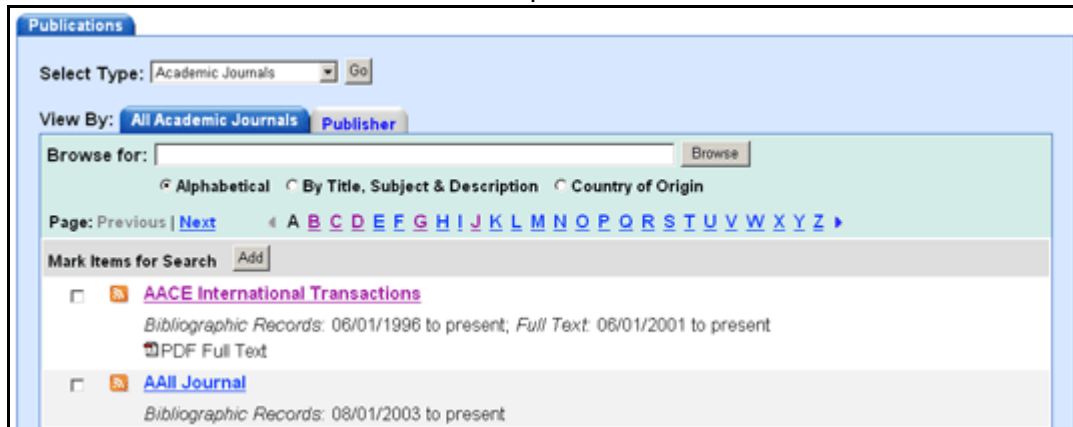 Publications
Select Type: Academic Journals Go
View By: All Academic Journals Publisher
Browse for: Browse
Alphabetical By Title, Subject & Description Country of Origin
Page: Previous | Next A B C D E F G H I J K L M N O P Q R S T U V W X Y Z
Mark Items for Search Add
AACE International Transactions
Bibliographic Records: 06/01/1996 to present; Full Text: 06/01/2001 to present
PDF Full Text
AAII Journal
Bibliographic Records: 08/01/2003 to present